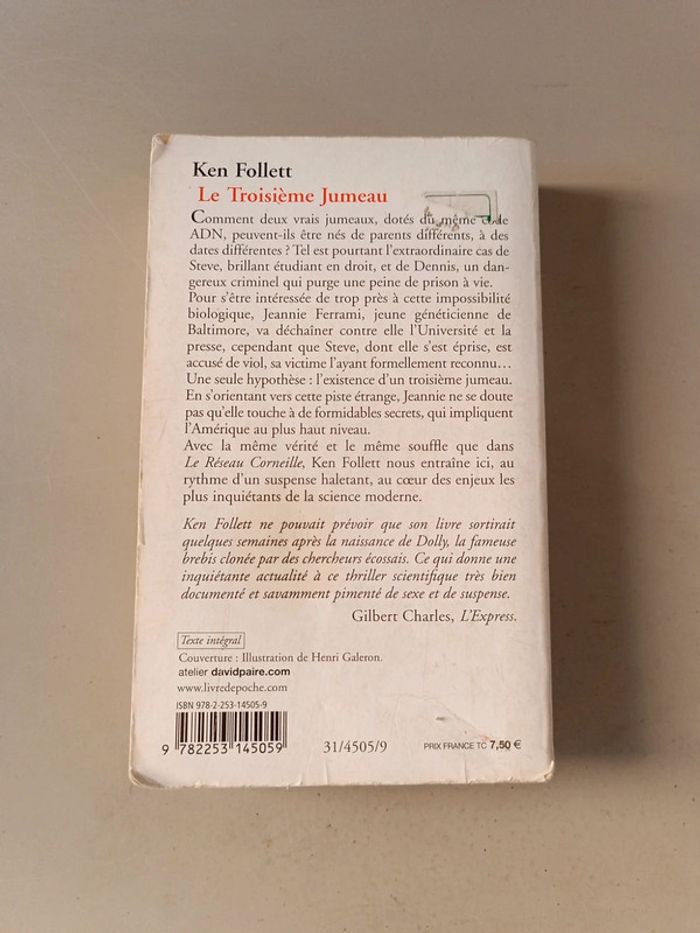 Ken Follett
Le Troisième Jumeau
Comment deux vrais jumeaux, dotés du même code
ADN, peuvent-ils être nés de parents différents, à des
dates différentes ? Tel est pourtant l'extraordinaire cas de
Steve, brillant étudiant en droit, et de Dennis, un dan-
gereux criminel qui purge une peine de prison à vie.
Pour s'être intéressée de trop près à cette impossibilité
biologique, Jeannie Ferrami, jeune généticienne de
Baltimore, va déchaîner contre elle l'Université et la
presse, cependant que Steve, dont elle s'est éprise, est
accusé de viol, sa victime l'ayant formellement reconnu…
Une seule hypothèse : l'existence d'un troisième jumeau.
En s'orientant vers cette piste étrange, Jeannie ne se doute
pas qu'elle touche à de formidables secrets, qui impliquent
l'Amérique au plus haut niveau.
Avec la même vérité et le même souffle que dans
Le Réseau Corneille, Ken Follett nous entraîne ici, au
rythme d'un suspense haletant, au cœur des enjeux les
plus inquiétants de la science moderne.
Ken Follett ne pouvait prévoir que son livre sortirait
quelques semaines après la naissance de Dolly, la fameuse
brebis clonée par des chercheurs écossais. Ce qui donne une
inquiétante actualité à ce thriller scientifique très bien
documenté et savamment pimenté de sexe et de suspense.
Gilbert Charles, L'Express.
Texte intégral
Couverture : Illustration de Henri Galeron.
atelier davidpaire.com
www.livredepoche.com
ISBN 978-2-253-14505-9
9 782253 145059
31/4505/9
PRIX FRANCE TC 7,50 €